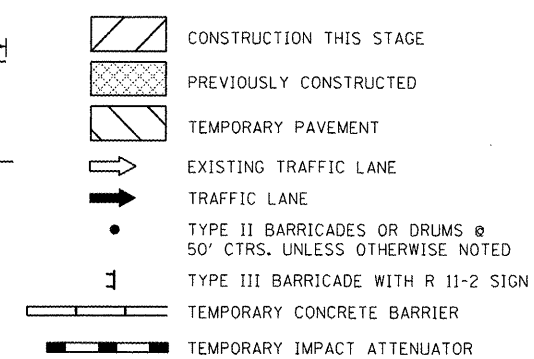 CONSTRUCTION THIS STAGE
PREVIOUSLY CONSTRUCTED
TEMPORARY PAVEMENT
EXISTING TRAFFIC LANE
TRAFFIC LANE
TYPE II BARRICADES OR DRUMS @
50' CTRS. UNLESS OTHERWISE NOTED
TYPE III BARRICADE WITH R 11-2 SIGN
TEMPORARY CONCRETE BARRIER
TEMPORARY IMPACT ATTENUATOR